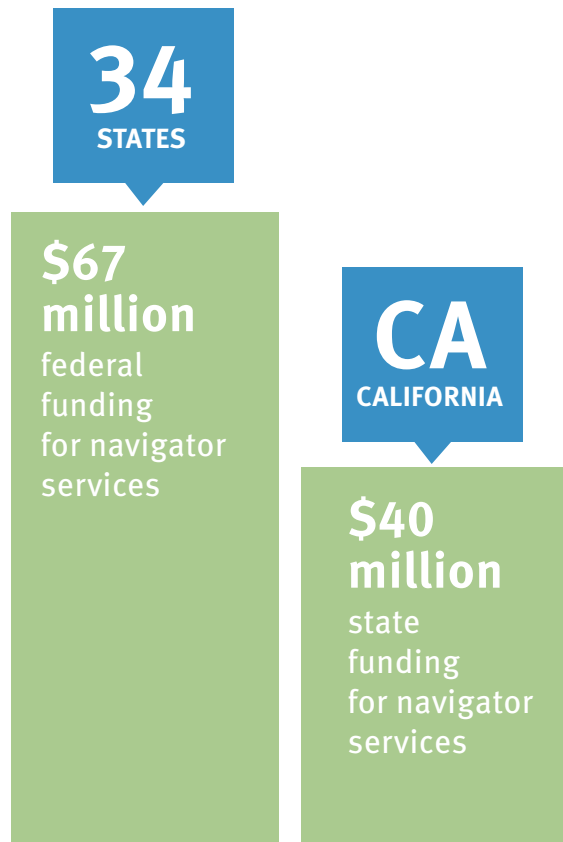 34
STATES
$67
million
federal
funding
for navigator
services
CA
CALIFORNIA
$40
million
state
funding
for navigator
services